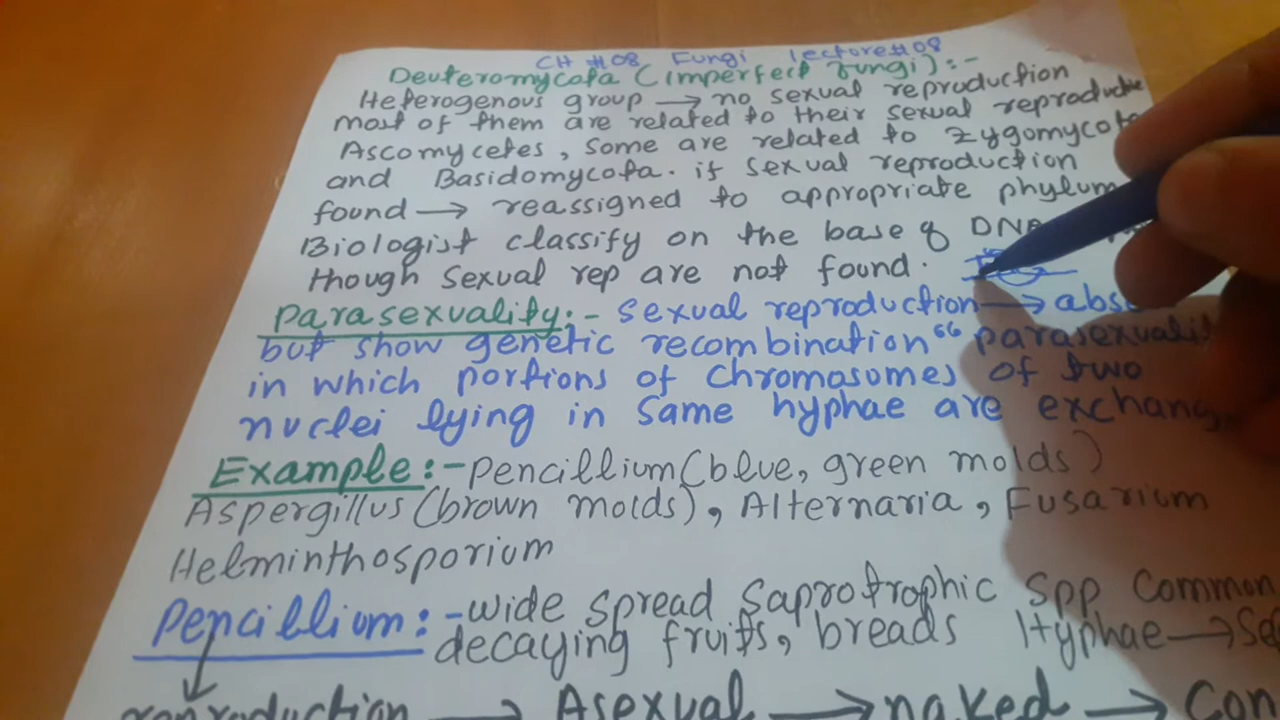 CH #08 Fungi lecture#08
Deuteromycota (imperfect fungi):-
Heterogenous group → no sexual reproduction
most of them are related to their sexual reproductive
Ascomycetes, some are related to Zygomycota
and Basidomycota. if sexual reproduction
found → reassigned to appropriate phylum
Biologist classify on the base of DNA
though sexual rep are not found.
Parasexuality:- sexual reproduction → abs
but show genetic recombination "parasexuali
in which portions of chromosomes of two
nuclei lying in same hyphae are exchang
Example:- Pencillium (blue, green molds)
Aspergillus (brown molds), Alternaria, Fusarium
Helminthosporium
Pencillium:- wide spread Saprotrophic Spp Common
decaying fruits, breads Hyphae → Se
reproduction → Asexual → naked → Con